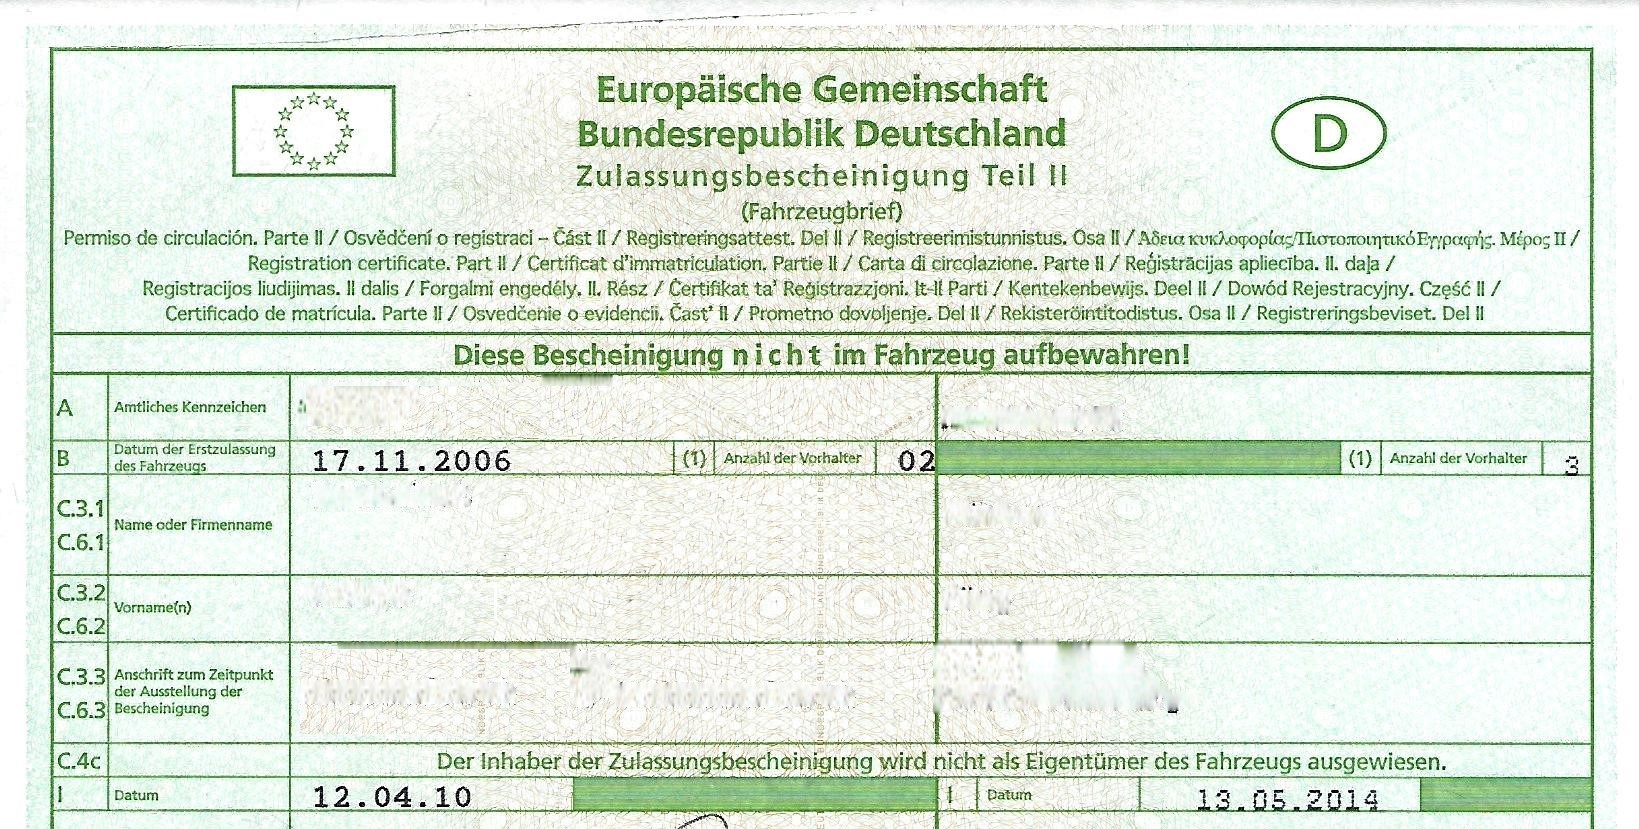 Europäische Gemeinschaft
D
Bundesrepublik Deutschland
Zulassungsbescheinigung Teil II
(Fahrzeugbrief)
Permiso de circulación. Parte II / Osvědčení o registraci – Část II / Registreringsattest. Del II / Registreerimistunnistus. Osa II / Άδεια κυκλοφορίας/Πιστοποιητικό Εγγραφής. Μέρος II /
Registration certificate. Part II / Certificat d'immatriculation. Partie II / Carta di circolazione. Parte II / Reģistrācijas apliecība. II. daļa /
Registracijos liudijimas. II dalis / Forgalmi engedély. II. Rész / Ċertifikat ta' Reġistrazzjoni. It-II Parti / Kentekenbewijs. Deel II / Dowód Rejestracyjny. Część II /
Certificado de matrícula. Parte II / Osvedčenie o evidencii. Časť II / Prometno dovoljenje. Del II / Rekisteröintitodistus. Osa II / Registreringsbeviset. Del II
Diese Bescheinigung nicht im Fahrzeug aufbewahren!
A Amtliches Kennzeichen
B Datum der Erstzulassung des Fahrzeugs 17.11.2006 (1) Anzahl der Vorhalter 02 (1) Anzahl der Vorhalter 3
C.3.1
C.6.1
Name oder Firmenname
C.3.2
C.6.2
Vorname(n)
C.3.3
C.6.3
Anschrift zum Zeitpunkt
der Ausstellung der
Bescheinigung
C.4c Der Inhaber der Zulassungsbescheinigung wird nicht als Eigentümer des Fahrzeugs ausgewiesen.
I Datum 12.04.10 I Datum 13.05.2014